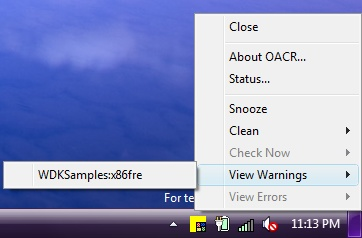 Close
About OACR...
Status...
Snooze
Clean
Check Now
View Warnings
WDKSamples:x86fre
View Errors
For te
11:13 PM